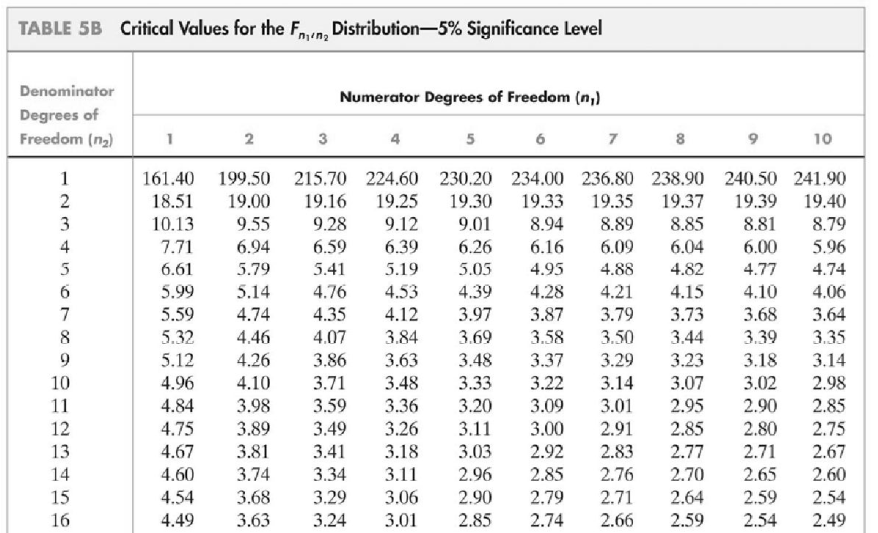 TABLE 5B Critical Values for the Fn₁,n₂ Distribution—5% Significance Level
Denominator
Degrees of
Freedom (n₂)
Numerator Degrees of Freedom (n₁)
1 2 3 4 5 6 7 8 9 10
1 161.40 199.50 215.70 224.60 230.20 234.00 236.80 238.90 240.50 241.90
2 18.51 19.00 19.16 19.25 19.30 19.33 19.35 19.37 19.39 19.40
3 10.13 9.55 9.28 9.12 9.01 8.94 8.89 8.85 8.81 8.79
4 7.71 6.94 6.59 6.39 6.26 6.16 6.09 6.04 6.00 5.96
5 6.61 5.79 5.41 5.19 5.05 4.95 4.88 4.82 4.77 4.74
6 5.99 5.14 4.76 4.53 4.39 4.28 4.21 4.15 4.10 4.06
7 5.59 4.74 4.35 4.12 3.97 3.87 3.79 3.73 3.68 3.64
8 5.32 4.46 4.07 3.84 3.69 3.58 3.50 3.44 3.39 3.35
9 5.12 4.26 3.86 3.63 3.48 3.37 3.29 3.23 3.18 3.14
10 4.96 4.10 3.71 3.48 3.33 3.22 3.14 3.07 3.02 2.98
11 4.84 3.98 3.59 3.36 3.20 3.09 3.01 2.95 2.90 2.85
12 4.75 3.89 3.49 3.26 3.11 3.00 2.91 2.85 2.80 2.75
13 4.67 3.81 3.41 3.18 3.03 2.92 2.83 2.77 2.71 2.67
14 4.60 3.74 3.34 3.11 2.96 2.85 2.76 2.70 2.65 2.60
15 4.54 3.68 3.29 3.06 2.90 2.79 2.71 2.64 2.59 2.54
16 4.49 3.63 3.24 3.01 2.85 2.74 2.66 2.59 2.54 2.49